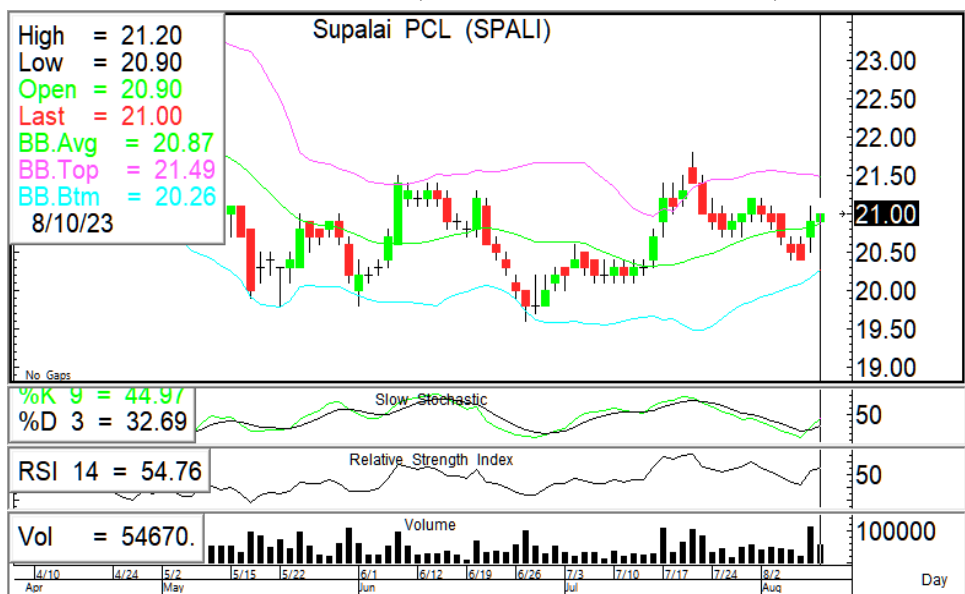 Supalai PCL (SPALI)
High = 21.20
Low = 20.90
Open = 20.90
Last = 21.00
BB.Avg = 20.87
BB.Top = 21.49
BB.Btm = 20.26
8/10/23
23.00
22.50
22.00
21.50
21.00
20.50
20.00
19.50
19.00
No Gaps
%K 9 = 44.97
%D 3 = 32.69
Slow Stochastic
50
RSI 14 = 54.76
Relative Strength Index
50
Vol = 54670.
Volume
100000
4/10 4/24 5/2 5/15 5/22 6/1 6/12 6/19 6/26 7/3 7/10 7/17 7/24 8/2
Apr May Jun Jul Aug
Day